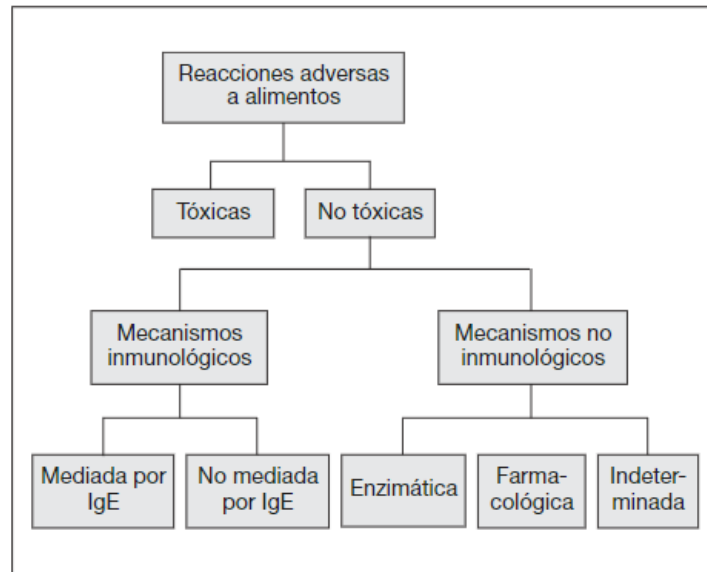 Reacciones adversas
a alimentos
Tóxicas
No tóxicas
Mecanismos
inmunológicos
Mecanismos no
inmunológicos
Mediada por
IgE
No mediada
por IgE
Enzimática
Farma-
cológica
Indeter-
minada